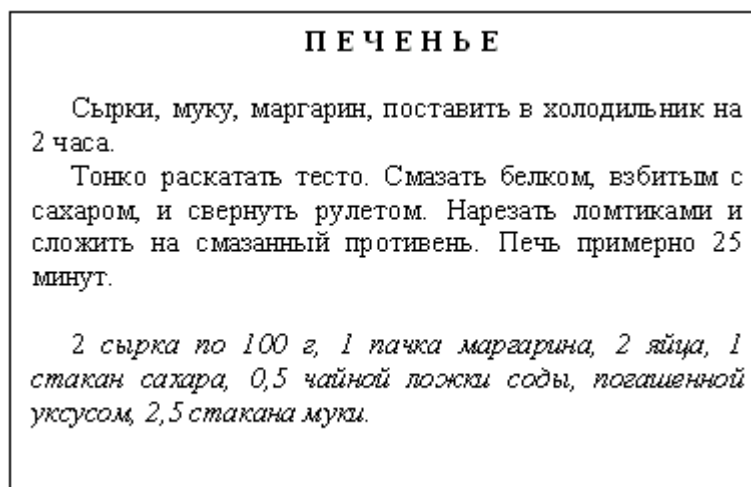 ПЕЧЕНЬЕ
Сырки, муку, маргарин, поставить в холодильник на
2 часа.
Тонко раскатать тесто. Смазать белком, взбитым с
сахаром, и свернуть рулетом. Нарезать ломтиками и
сложить на смазанный противень. Печь примерно 25
минут.
2 сырка по 100 г, 1 пачка маргарина, 2 яйца, 1
стакан сахара, 0,5 чайной ложки соды, погашенной
уксусом, 2,5 стакана муки.